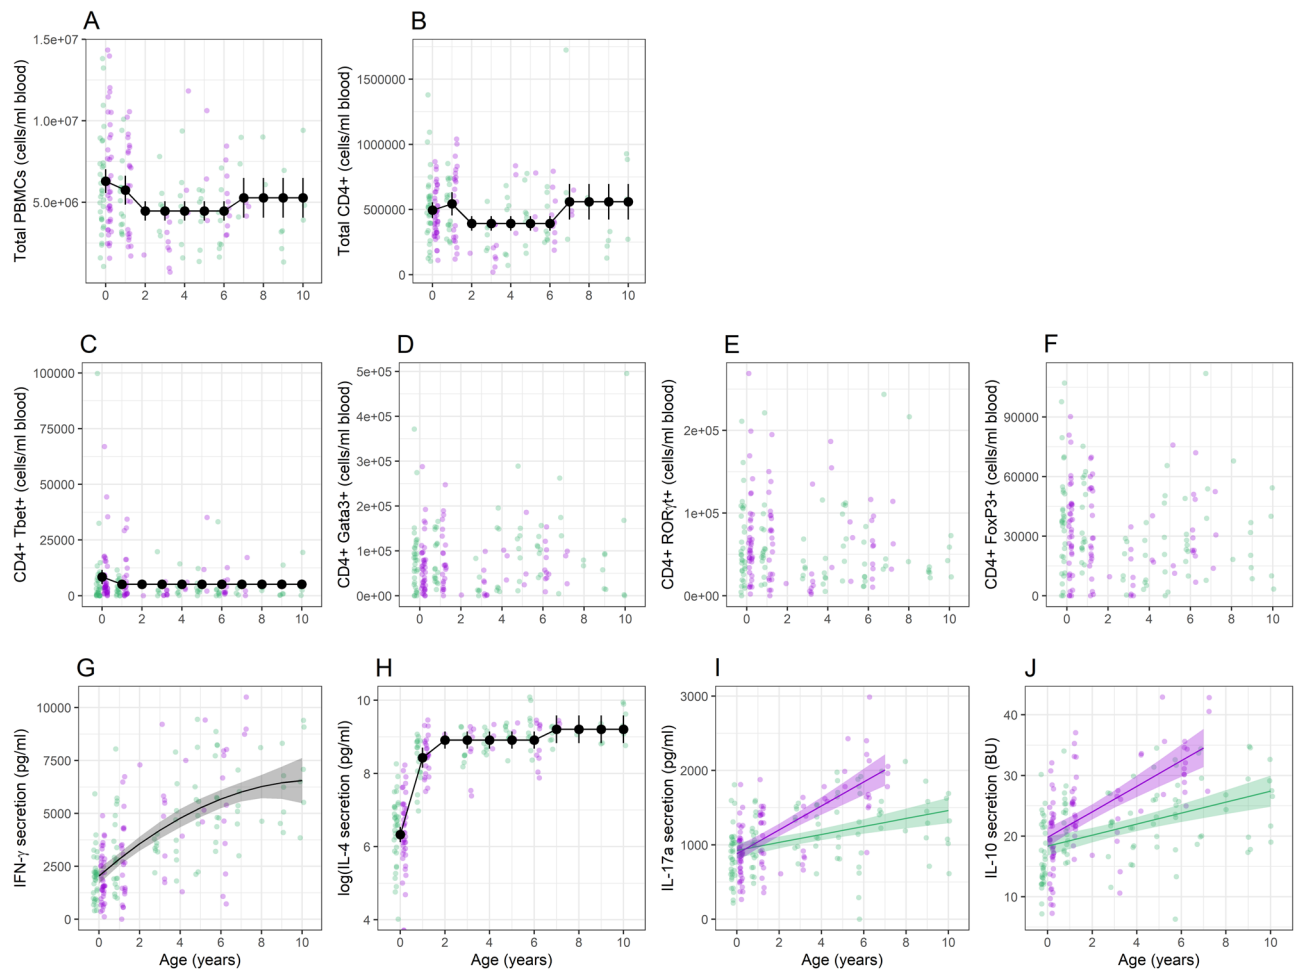 A
B
Total PBMCs (cells/ml blood)
1.5e+07
1.0e+07
5.0e+06
0 2 4 6 8 10
Total CD4+ (cells/ml blood)
1500000
1000000
500000
0
0 2 4 6 8 10
C
D
E
F
CD4+ Tbet+ (cells/ml blood)
100000
75000
50000
25000
0
0 2 4 6 8 10
CD4+ Gata3+ (cells/ml blood)
5e+05
4e+05
3e+05
2e+05
1e+05
0e+00
0 2 4 6 8 10
CD4+ RORγt+ (cells/ml blood)
2e+05
1e+05
0e+00
0 2 4 6 8 10
CD4+ FoxP3+ (cells/ml blood)
90000
60000
30000
0
0 2 4 6 8 10
G
H
I
J
IFN-γ secretion (pg/ml)
10000
7500
5000
2500
0
0 2 4 6 8 10
Age (years)
log(IL-4 secretion (pg/ml)
10
8
6
4
0 2 4 6 8 10
Age (years)
IL-17a secretion (pg/ml)
3000
2000
1000
0
0 2 4 6 8 10
Age (years)
IL-10 secretion (BU)
40
30
20
10
0 2 4 6 8 10
Age (years)